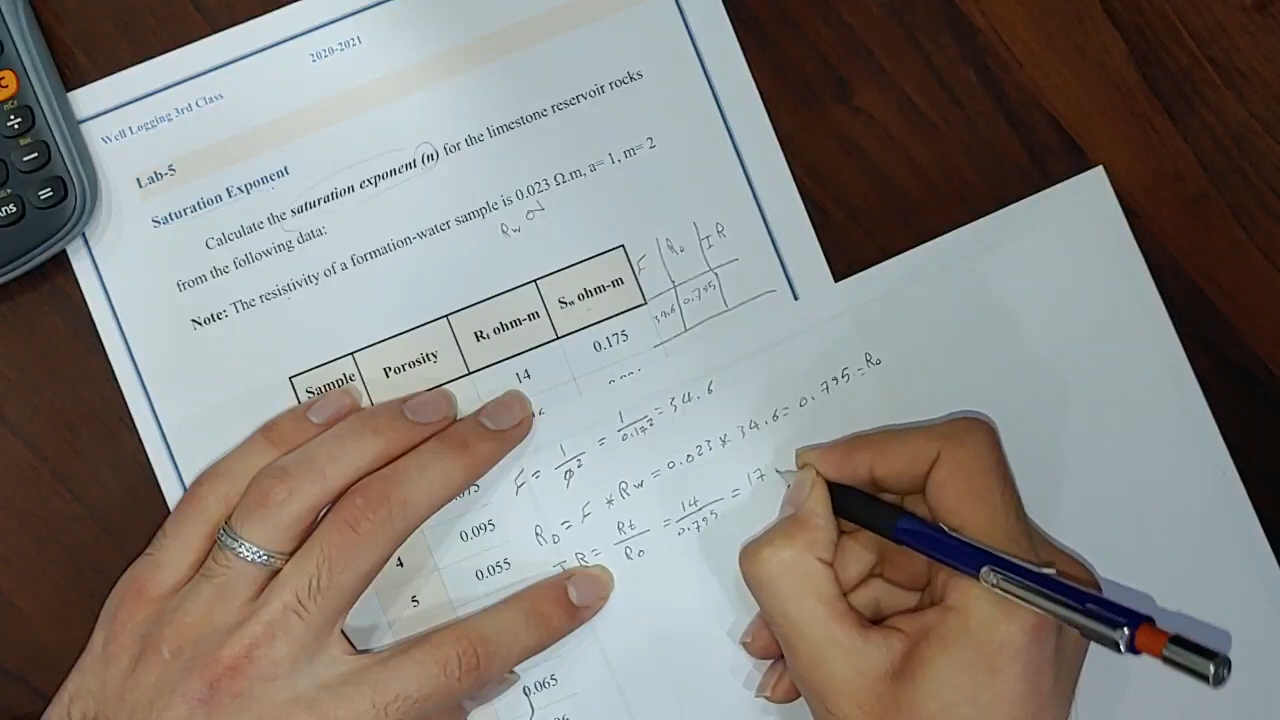 2020-2021
Well Logging 3rd Class
Lab-5
Saturation Exponent
Calculate the saturation exponent (n) for the limestone reservoir rocks
from the following data:
Note: The resistivity of a formation-water sample is 0.023 Ω.m, a= 1, m= 2
Rw
F | Ro | IR
Sample Porosity Rt ohm-m Sw ohm-m
14 0.175 34.6 0.795
F = 1/φ² = 1/0.17² = 34.6
Ro = F * Rw = 0.023 * 34.6 = 0.795 = Ro
IR = Rt/Ro = 14/0.795 = 17
4 0.095
5 0.055
0.065
C
÷
−
=
Ans